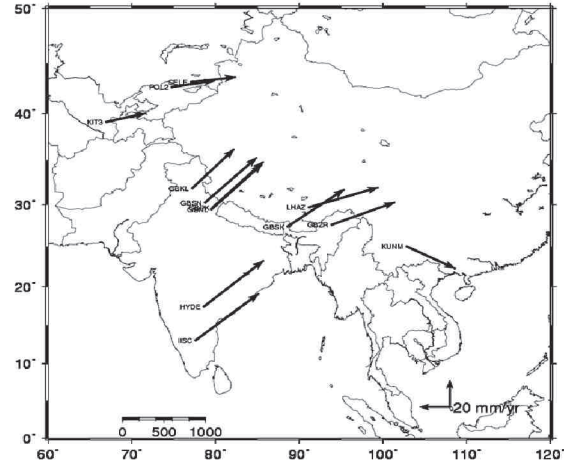 50°
40°
30°
20°
10°
0°
POL2 SELE
KIT3
GBKL
GBSN
LHAZ
GBSK
GBZR
KUNM
HYDE
IISC
20 mm/yr
0 500 1000
60° 70° 80° 90° 100° 110° 120°